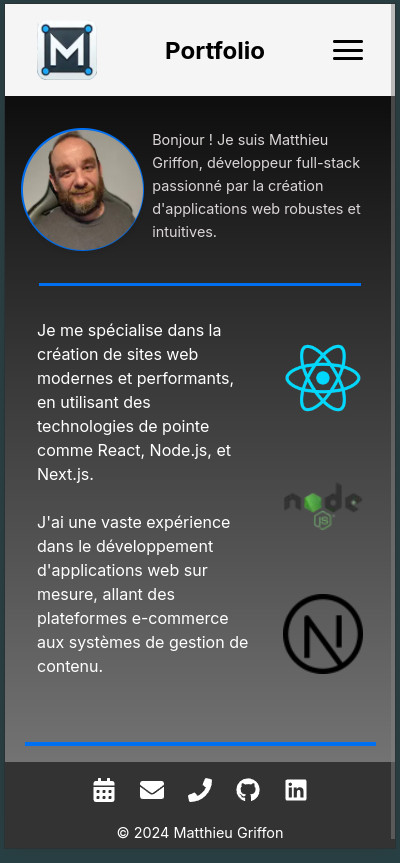 M
Portfolio
Bonjour ! Je suis Matthieu
Griffon, développeur full-stack
passionné par la création
d'applications web robustes et
intuitives.
Je me spécialise dans la
création de sites web
modernes et performants,
en utilisant des
technologies de pointe
comme React, Node.js, et
Next.js.
J'ai une vaste expérience
dans le développement
d'applications web sur
mesure, allant des
plateformes e-commerce
aux systèmes de gestion de
contenu.
node
JS
N
in
© 2024 Matthieu Griffon